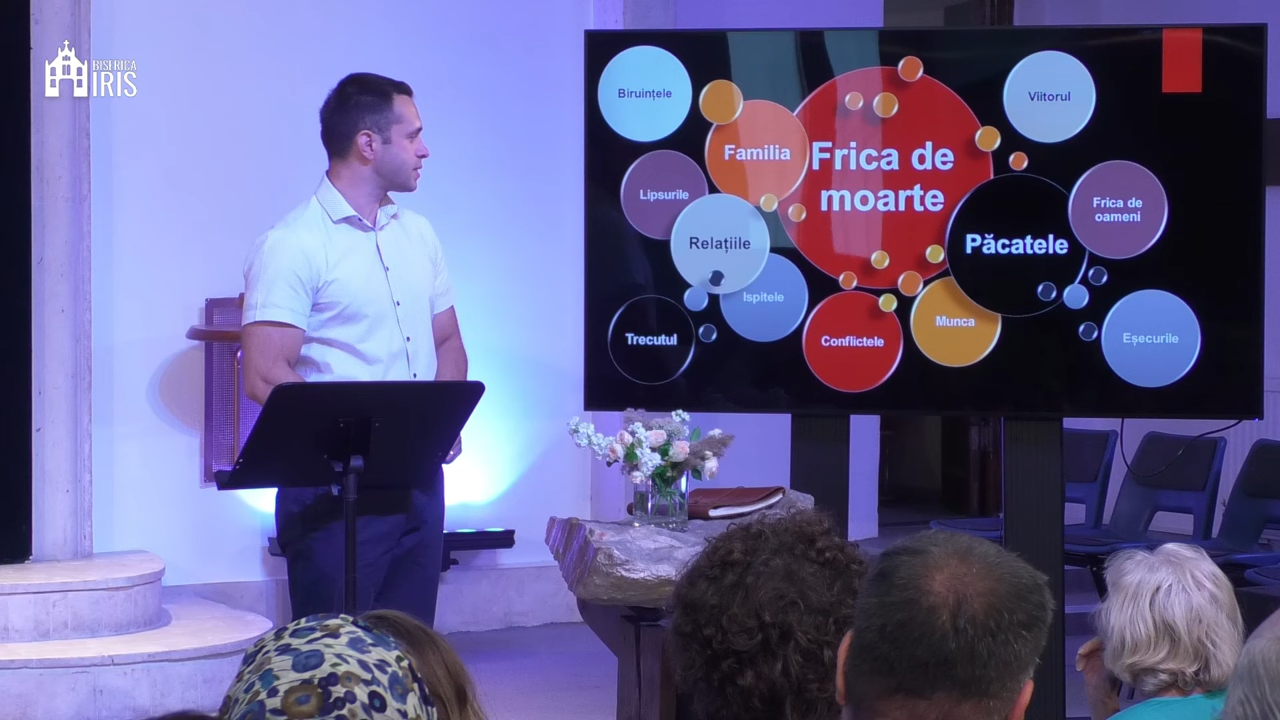 BISERICA
IRIS
Biruințele
Viitorul
Familia
Frica de
moarte
Lipsurile
Frica de
oameni
Relațiile
Păcatele
Ispitele
Trecutul
Conflictele
Munca
Eșecurile